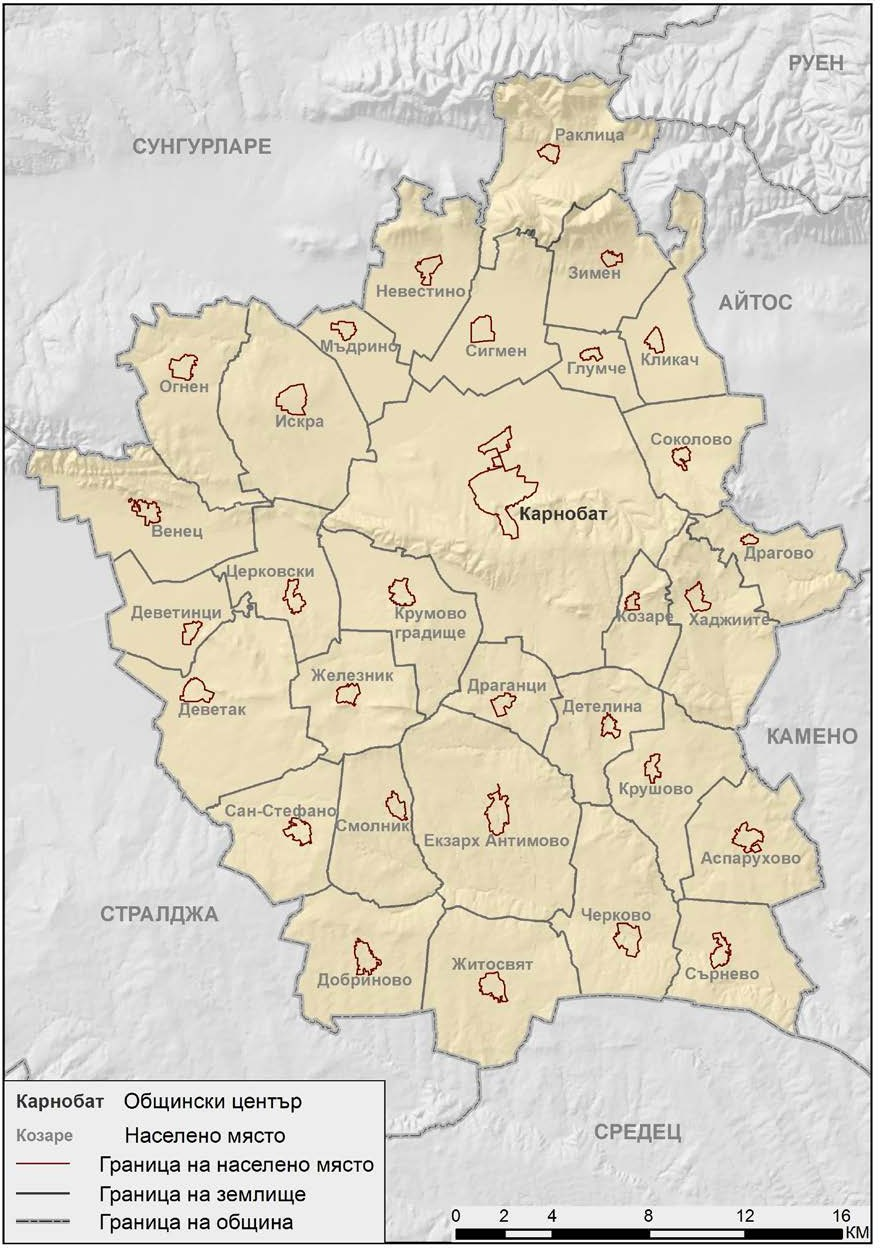 РУЕН
СУНГУРЛАРЕ
Раклица
Зимен
Невестино
АЙТОС
Мъдрино
Сигмен
Кликач
Глумче
Огнен
Искра
Соколово
Карнобат
Венец
Драгово
Церковски
Деветинци
Крумово
градище
Козаре
Хаджиите
Железник
Драганци
Детелина
Деветак
КАМЕНО
Крушово
Сан-Стефано
Смолник
Екзарх Антимово
Аспарухово
СТРАЛДЖА
Черково
Житосвят
Добриново
Сърнево
СРЕДЕЦ
Карнобат Общински център
Козаре Населено място
Граница на населено място
Граница на землище
Граница на община
0 2 4 8 12 16
КМ